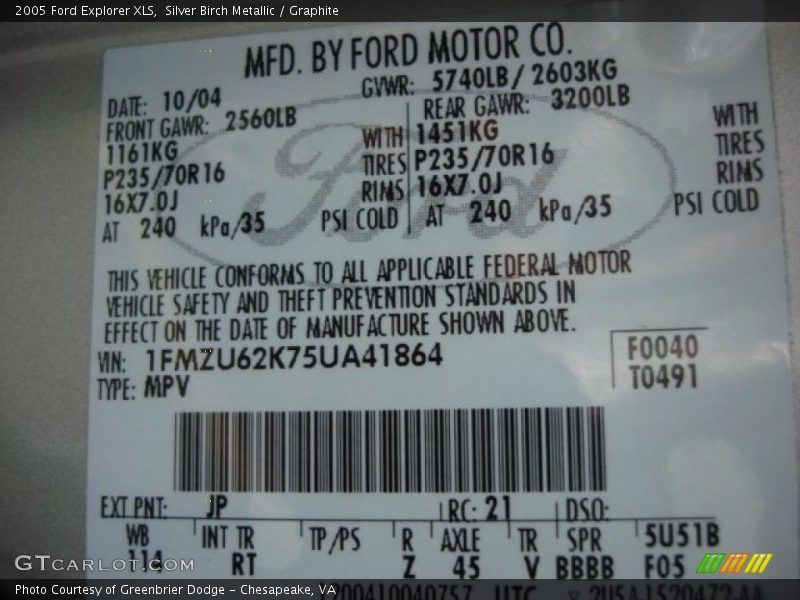 2005 Ford Explorer XLS,  Silver Birch Metallic / Graphite
MFD. BY FORD MOTOR CO.
DATE: 10/04
GVWR: 5740LB / 2603KG
FRONT GAWR: 2560LB
REAR GAWR: 3200LB
1161KG WITH
1451KG WITH
P235/70R16 TIRES
P235/70R16 TIRES
16X7.0J RIMS
16X7.0J RIMS
AT 240 kPa/35 PSI COLD
AT 240 kPa/35 PSI COLD
Ford
THIS VEHICLE CONFORMS TO ALL APPLICABLE FEDERAL MOTOR
VEHICLE SAFETY AND THEFT PREVENTION STANDARDS IN
EFFECT ON THE DATE OF MANUFACTURE SHOWN ABOVE.
VIN: 1FMZU62K75UA41864
F0040
TYPE: MPV
T0491
EXT PNT: JP RC: 21 DSO:
WB INT TR TP/PS R AXLE TR SPR 5U51B
114 RT Z 45 V BBBB F05
GTCARLOT.COM
Photo Courtesy of Greenbrier Dodge - Chesapeake, VA
200410040757 UTC